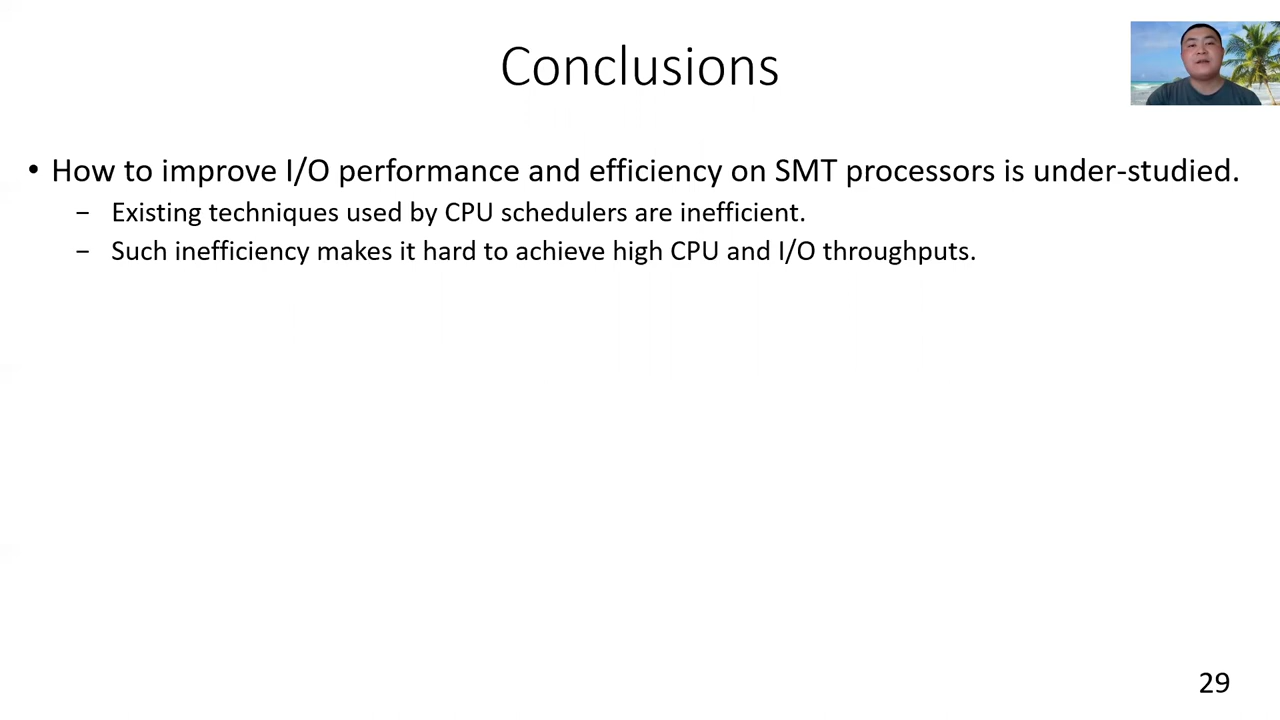 Conclusions
• How to improve I/O performance and efficiency on SMT processors is under-studied.
– Existing techniques used by CPU schedulers are inefficient.
– Such inefficiency makes it hard to achieve high CPU and I/O throughputs.
29